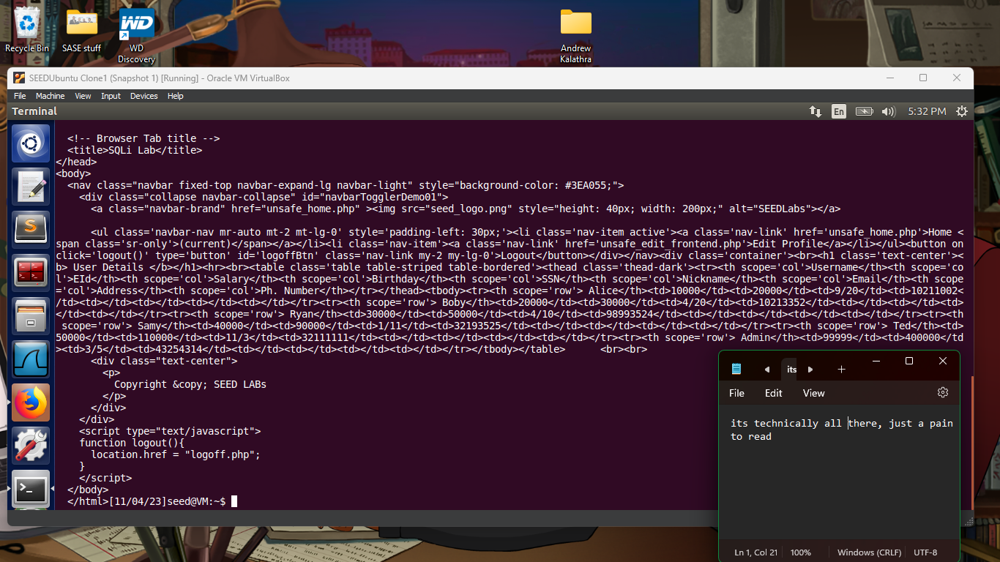 Recycle Bin
SASE stuff
WD
Discovery
WD
Andrew
Kalathra
SEEDUbuntu Clone1 (Snapshot 1) [Running] - Oracle VM VirtualBox
File Machine View Input Devices Help
Terminal
En
5:32 PM
<!-- Browser Tab title -->
<title>SQLi Lab</title>
</head>
<body>
<nav class="navbar fixed-top navbar-expand-lg navbar-light" style="background-color: #3EA055;">
<div class="collapse navbar-collapse" id="navbarTogglerDemo01">
<a class="navbar-brand" href="unsafe_home.php" ><img src="seed_logo.png" style="height: 40px; width: 200px;" alt="SEEDLabs"></a>
<ul class='navbar-nav mr-auto mt-2 mt-lg-0' style='padding-left: 30px;'><li class='nav-item active'><a class='nav-link' href='unsafe_home.php'>Home <
span class='sr-only'>(current)</span></a></li><li class='nav-item'><a class='nav-link' href='unsafe_edit_frontend.php'>Edit Profile</a></li></ul><button on
click='logout()' type='button' id='logoffBtn' class='nav-link my-2 my-lg-0'>Logout</button></div></nav><div class='container'><br><h1 class='text-center'><
b> User Details </b></h1><hr><br><table class='table table-striped table-bordered'><thead class='thead-dark'><tr><th scope='col'>Username</th><th scope='co
l'>EId</th><th scope='col'>Salary</th><th scope='col'>Birthday</th><th scope='col'>SSN</th><th scope='col'>Nickname</th><th scope='col'>Email</th><th scope
='col'>Address</th><th scope='col'>Ph. Number</th></tr></thead><tbody><tr><th scope='row'> Alice</th><td>10000</td><td>20000</td><td>9/20</td><td>10211002<
/td><td></td><td></td><td></td><td></td></tr><tr><th scope='row'> Boby</th><td>20000</td><td>30000</td><td>4/20</td><td>10213352</td><td></td><td></td><td>
</td><td></td></tr><tr><th scope='row'> Ryan</th><td>30000</td><td>50000</td><td>4/10</td><td>98993524</td><td></td><td></td><td></td><td></td></tr><tr><th
scope='row'> Samy</th><td>40000</td><td>90000</td><td>1/11</td><td>32193525</td><td></td><td></td><td></td><td></td></tr><tr><th scope='row'> Ted</th><td>
50000</td><td>110000</td><td>11/3</td><td>32111111</td><td></td><td></td><td></td><td></td></tr><tr><th scope='row'> Admin</th><td>99999</td><td>400000</td
><td>3/5</td><td>43254314</td><td></td><td></td><td></td><td></td></tr></tbody></table> <br><br>
<div class="text-center">
<p>
Copyright &copy; SEED LABs
</p>
</div>
</div>
<script type="text/javascript">
function logout(){
location.href = "logoff.php";
}
</script>
</body>
</html>[11/04/23]seed@VM:~$
its
File Edit View
its technically all there, just a pain
to read
Ln 1, Col 21 100% Windows (CRLF) UTF-8